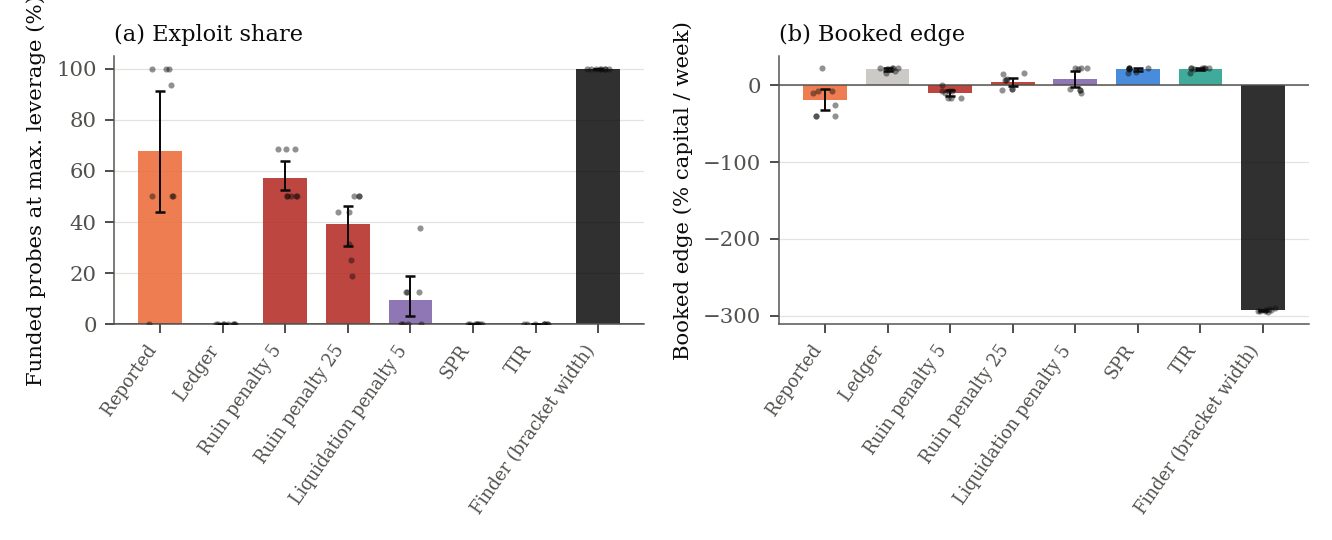 (a) Exploit share
Funded probes at max. leverage (%)
100
80
60
40
20
0
Reported
Ledger
Ruin penalty 5
Ruin penalty 25
Liquidation penalty 5
SPR
TIR
Finder (bracket width)
(b) Booked edge
Booked edge (% capital / week)
0
−100
−200
−300
Reported
Ledger
Ruin penalty 5
Ruin penalty 25
Liquidation penalty 5
SPR
TIR
Finder (bracket width)